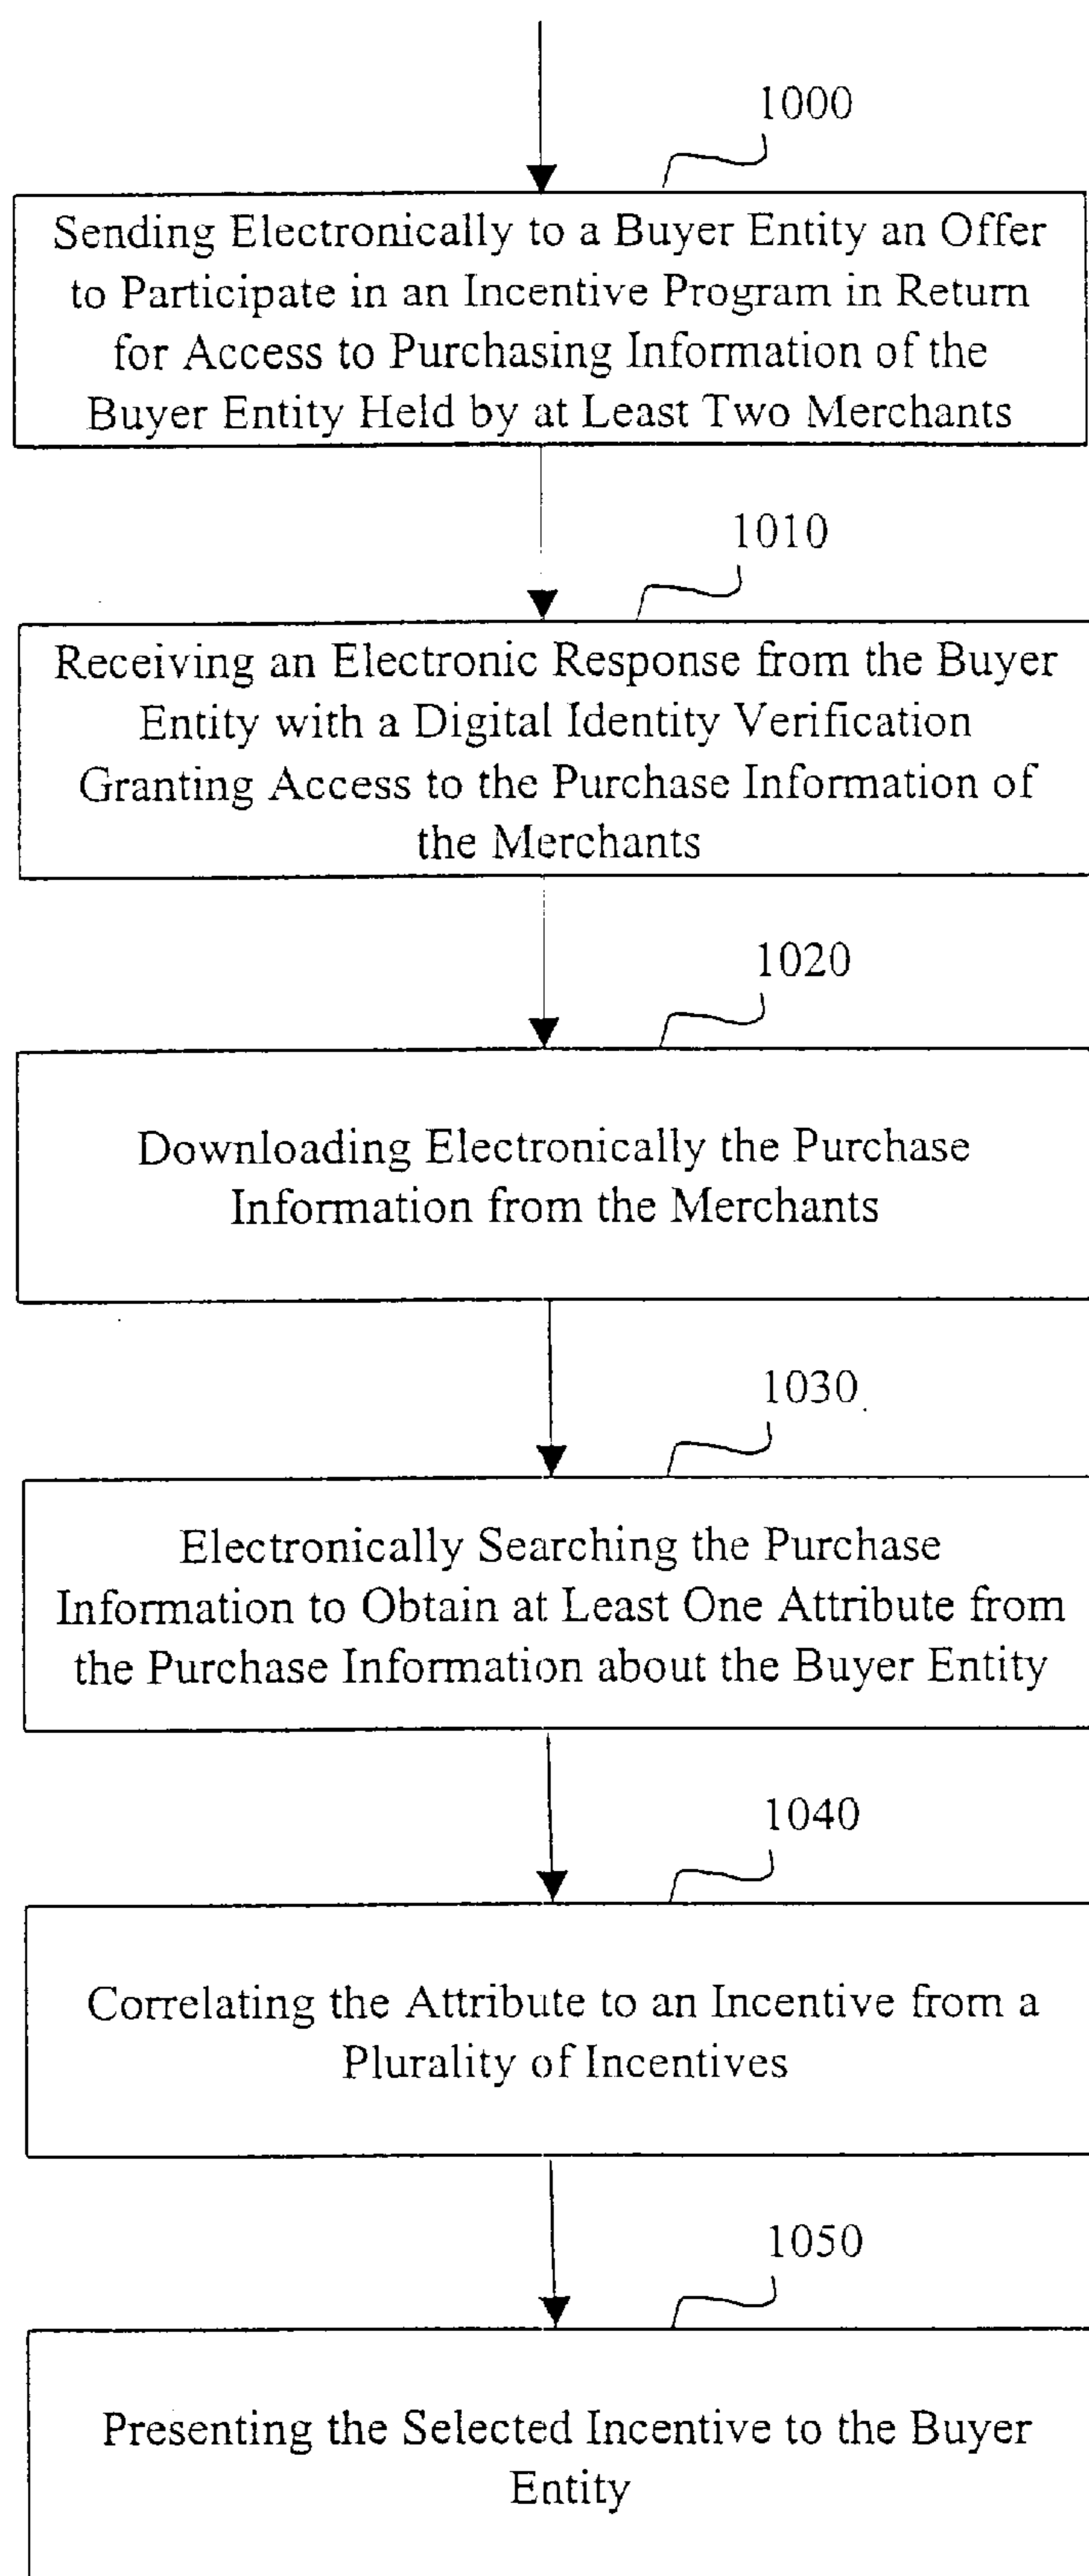 1000
Sending Electronically to a Buyer Entity an Offer
to Participate in an Incentive Program in Return
for Access to Purchasing Information of the
Buyer Entity Held by at Least Two Merchants
1010
Receiving an Electronic Response from the Buyer
Entity with a Digital Identity Verification
Granting Access to the Purchase Information of
the Merchants
1020
Downloading Electronically the Purchase
Information from the Merchants
1030
Electronically Searching the Purchase
Information to Obtain at Least One Attribute from
the Purchase Information about the Buyer Entity
1040
Correlating the Attribute to an Incentive from a
Plurality of Incentives
1050
Presenting the Selected Incentive to the Buyer
Entity